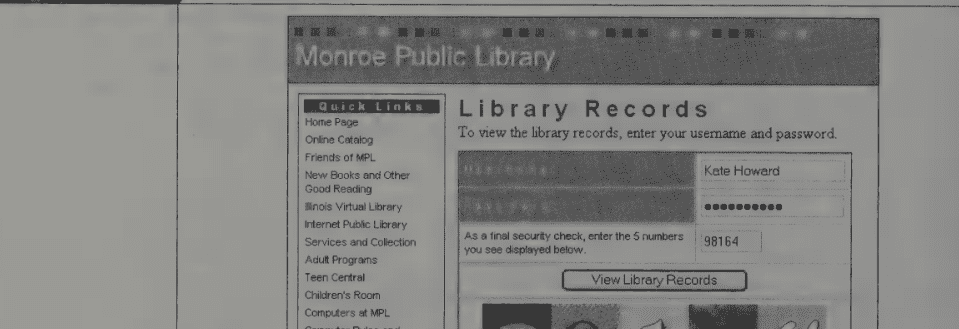 Monroe Public Library
Quick Links
Home Page
Online Catalog
Friends of MPL
New Books and Other
Good Reading
Illinois Virtual Library
Internet Public Library
Services and Collection
Adult Programs
Teen Central
Children's Room
Computers at MPL
Library Records
To view the library records, enter your username and password.
Kate Howard
●●●●●●●●●●
As a final security check, enter the 5 numbers
you see displayed below.
98164
View Library Records